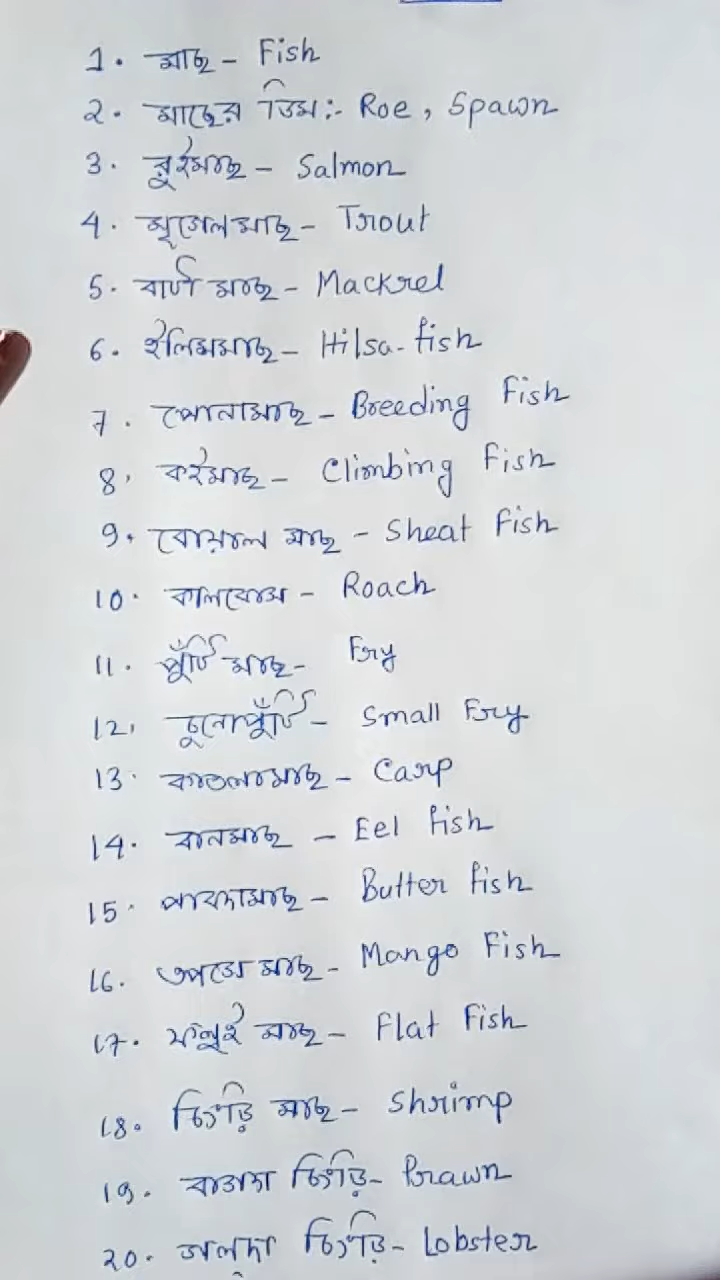 1. মাছ - Fish
2. মাছের ডিম :- Roe, Spawn
3. রুইমাছ - Salmon
4. মৃগেলমাছ - Trout
5. বাটা মাছ - Mackrel
6. ইলিশমাছ - Hilsa-fish
7. পোনামাছ - Breeding Fish
8. কইমাছ - Climbing Fish
9. বোয়াল মাছ - Sheat Fish
10. কালবোস - Roach
11. পুঁটি মাছ - Fry
12. চুনোপুঁটি - Small Fry
13. কাতলামাছ - Carp
14. বানমাছ - Eel fish
15. পাবদামাছ - Butter fish
16. তপসে মাছ - Mango Fish
17. ফলুই মাছ - Flat Fish
18. চিংড়ি মাছ - Shrimp
19. বাগদা চিংড়ি - Prawn
20. গলদা চিংড়ি - Lobster